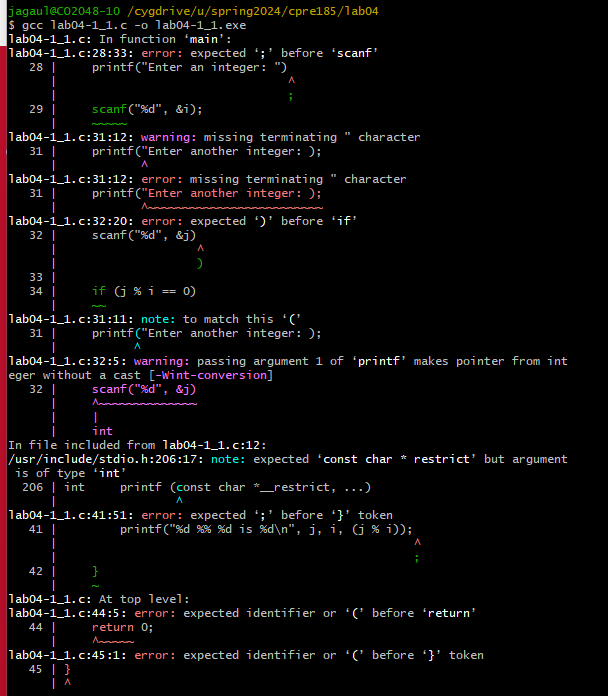 jagaul@CO2048-10 /cygdrive/u/spring2024/cpre185/lab04
$ gcc lab04-1_1.c -o lab04-1_1.exe
lab04-1_1.c: In function ‘main’:
lab04-1_1.c:28:33: error: expected ‘;’ before ‘scanf’
   28 |     printf("Enter an integer: ")
      |                                 ^
      |                                 ;
   29 |     scanf("%d", &i);
      |     ~~~~~
lab04-1_1.c:31:12: warning: missing terminating " character
   31 |     printf("Enter another integer: );
      |            ^
lab04-1_1.c:31:12: error: missing terminating " character
   31 |     printf("Enter another integer: );
      |            ^~~~~~~~~~~~~~~~~~~~~~~~~~
lab04-1_1.c:32:20: error: expected ‘)’ before ‘if’
   32 |     scanf("%d", &j)
      |                    ^
      |                    )
   33 |
   34 |     if (j % i == 0)
      |     ~~
lab04-1_1.c:31:11: note: to match this ‘(’
   31 |     printf("Enter another integer: );
      |           ^
lab04-1_1.c:32:5: warning: passing argument 1 of ‘printf’ makes pointer from int
eger without a cast [-Wint-conversion]
   32 |     scanf("%d", &j)
      |     ^~~~~~~~~~~~~~~
      |     |
      |     int
In file included from lab04-1_1.c:12:
/usr/include/stdio.h:206:17: note: expected ‘const char * restrict’ but argument
 is of type ‘int’
  206 | int     printf (const char *__restrict, ...)
      |                 ^
lab04-1_1.c:41:51: error: expected ‘;’ before ‘}’ token
   41 |         printf("%d %% %d is %d\n", j, i, (j % i));
      |                                                   ^
      |                                                   ;
   42 |     }
      |     ~
lab04-1_1.c: At top level:
lab04-1_1.c:44:5: error: expected identifier or ‘(’ before ‘return’
   44 |     return 0;
      |     ^~~~~~
lab04-1_1.c:45:1: error: expected identifier or ‘(’ before ‘}’ token
   45 | }
      | ^